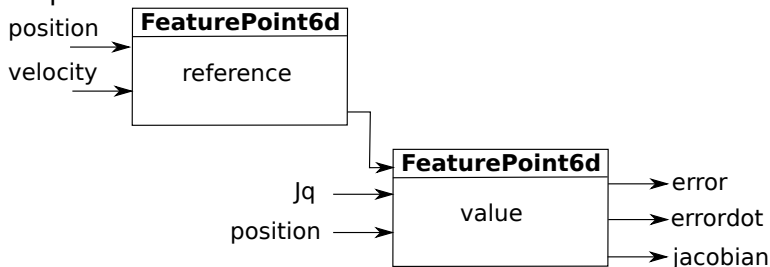 position
FeaturePoint6d
velocity
reference
FeaturePoint6d
Jq
error
value
position
errordot
jacobian